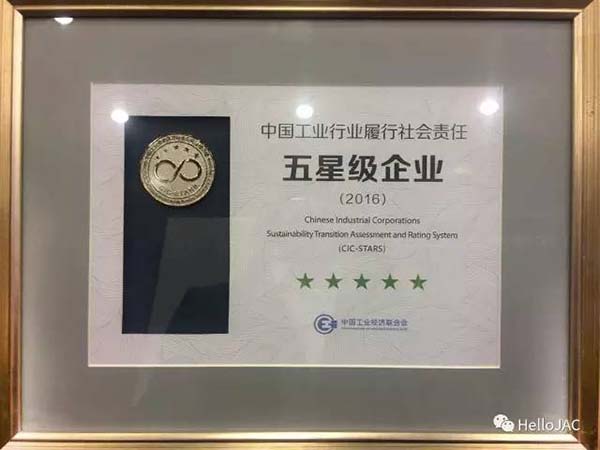 中国工业行业履行社会责任
五星级企业
(2016)
Chinese Industrial Corporations
Sustainability Transition Assessment and Rating System
(CIC-STARS)
中国工业经济联合会
CIC-STARS
HelloJAC